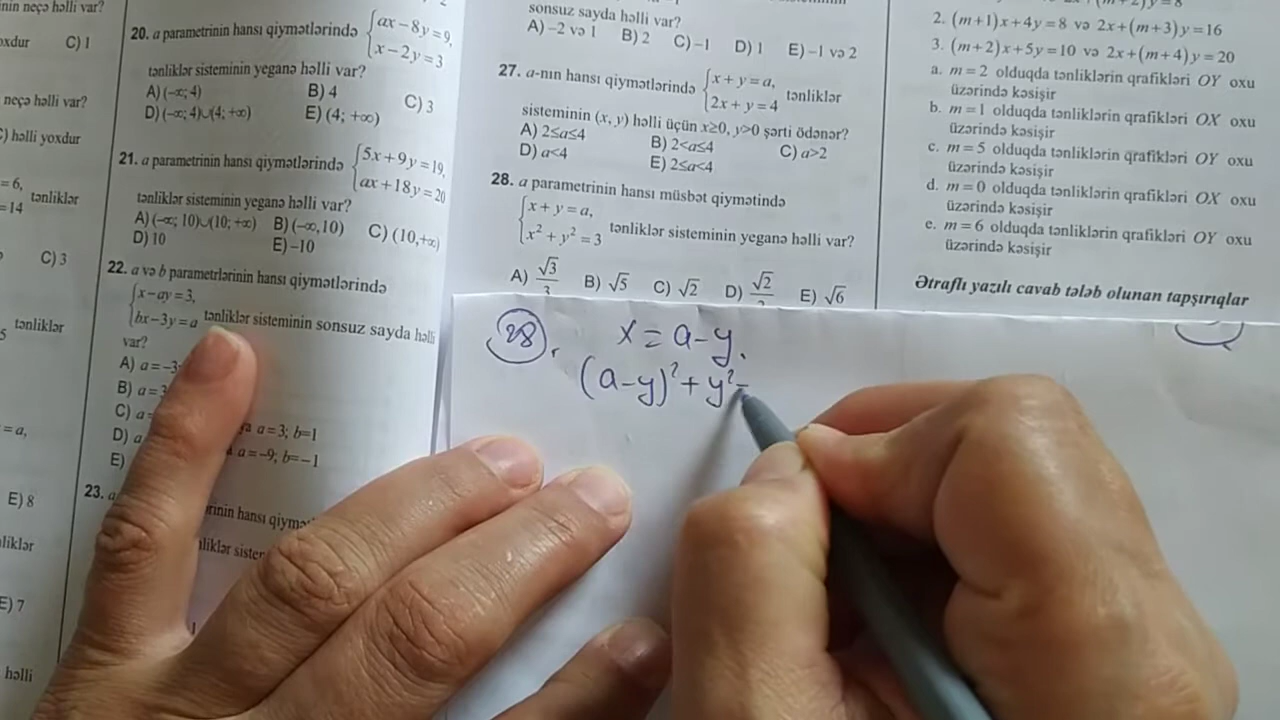 nin neçə həlli var?
oxdur C) 1
neçə həlli var?
C) həlli yoxdur
=6,
tənliklər
=14
C) 3
tənliklər
= a,
E) 8
nliklər
E) 7
həlli
20. a parametrinin hansı qiymətlərində {ax−8y=9,
x−2y=3
tənliklər sisteminin yeganə həlli var?
A) (-∞; 4) B) 4 C) 3
D) (-∞; 4)∪(4; +∞) E) (4; +∞)
21. a parametrinin hansı qiymətlərində {5x+9y=19,
ax+18y=20
tənliklər sisteminin yeganə həlli var?
A) (-∞; 10)∪(10; +∞) B) (-∞, 10) C) (10,+∞)
D) 10 E) −10
22. a və b parametrlərinin hansı qiymətlərində
{x−ay=3,
bx−3y=a tənliklər sisteminin sonsuz sayda həlli
var?
A) a=−3
B) a=3
C) a= a=3; b=1
D) a a=−9; b=−1
E)
23. a
tənliklər
sonsuz sayda həlli var?
A) −2 və 1 B) 2 C) −1 D) 1 E) −1 və 2
27. a-nın hansı qiymətlərində {x+y=a,
2x+y=4 tənliklər
sisteminin (x, y) həlli üçün x≥0, y>0 şərti ödənər?
A) 2≤a≤4 B) 2<a≤4 C) a>2
D) a<4 E) 2≤a<4
28. a parametrinin hansı müsbət qiymətində
{x+y=a,
x²+y²=3 tənliklər sisteminin yeganə həlli var?
A) √3 B) √5 C) √2 D) √2 E) √6
28. x=a−y.
(a−y)²+y²=
2. (m+1)x+4y=8 və 2x+(m+3)y=16
3. (m+2)x+5y=10 və 2x+(m+4)y=20
a. m=2 olduqda tənliklərin qrafikləri OY oxu
üzərində kəsişir
b. m=1 olduqda tənliklərin qrafikləri OX oxu
üzərində kəsişir
c. m=5 olduqda tənliklərin qrafikləri OY oxu
üzərində kəsişir
d. m=0 olduqda tənliklərin qrafikləri OX oxu
üzərində kəsişir
e. m=6 olduqda tənliklərin qrafikləri OY oxu
üzərində kəsişir
Ətraflı yazılı cavab tələb olunan tapşırıqlar